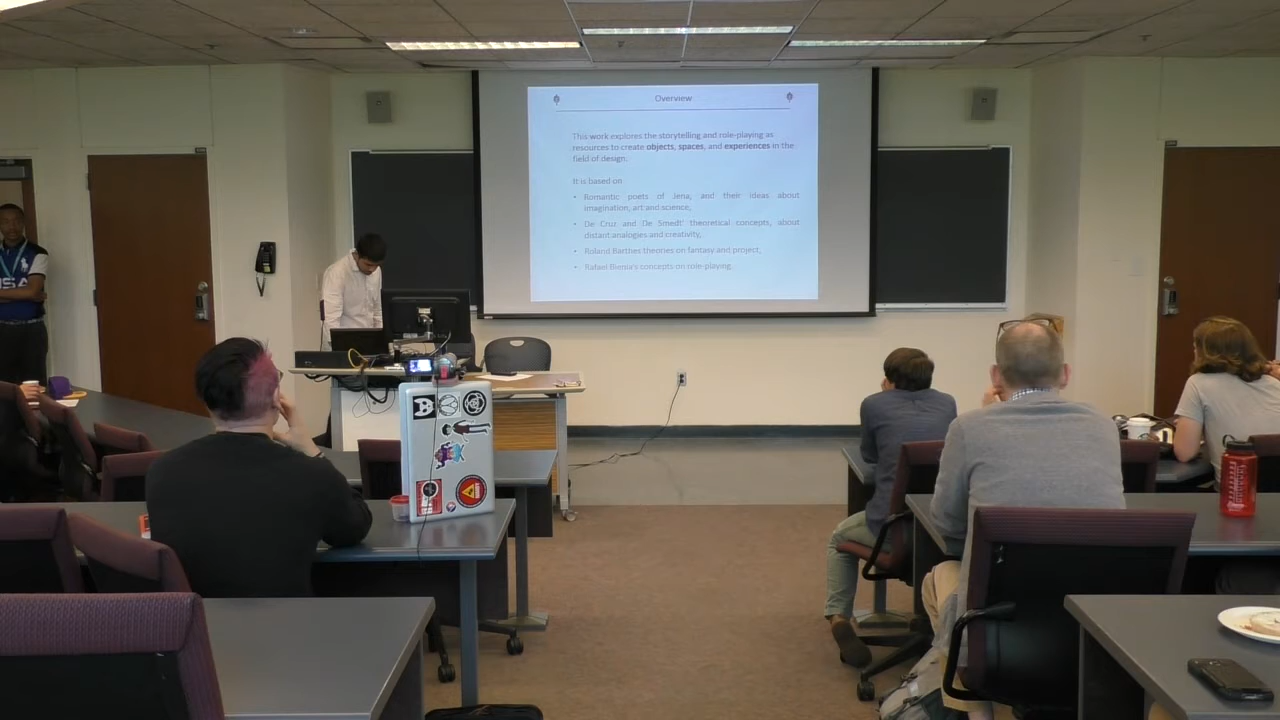 Overview
This work explores the storytelling and role-playing as
resources to create objects, spaces, and experiences in the
field of design.
It is based on
• Romantic poets of Jena, and their ideas about
imagination, art and science,
• De Cruz and De Smedt' theoretical concepts, about
distant analogies and creativity,
• Roland Barthes theories on fantasy and project,
• Rafael Bienia's concepts on role-playing.
USA